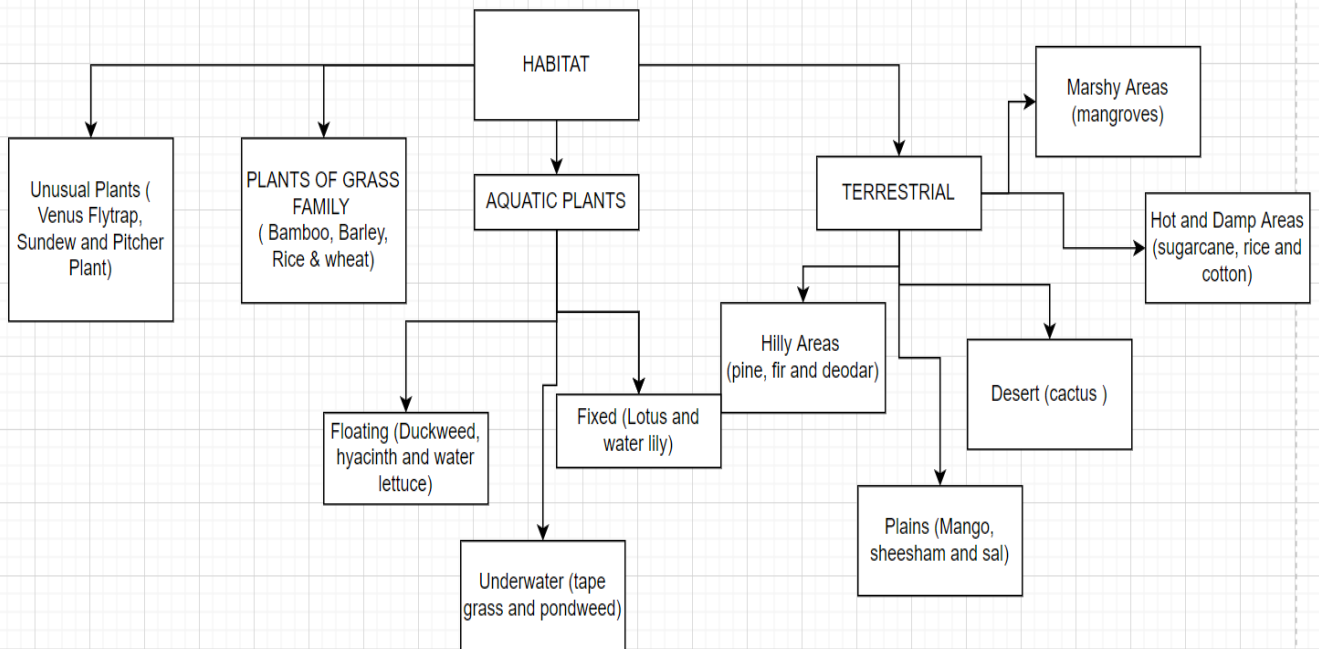 HABITAT
Unusual Plants (
Venus Flytrap,
Sundew and Pitcher
Plant)
PLANTS OF GRASS
FAMILY
( Bamboo, Barley,
Rice & wheat)
AQUATIC PLANTS
TERRESTRIAL
Marshy Areas
(mangroves)
Hot and Damp Areas
(sugarcane, rice and
cotton)
Floating (Duckweed,
hyacinth and water
lettuce)
Fixed (Lotus and
water lily)
Underwater (tape
grass and pondweed)
Hilly Areas
(pine, fir and deodar)
Desert (cactus )
Plains (Mango,
sheesham and sal)